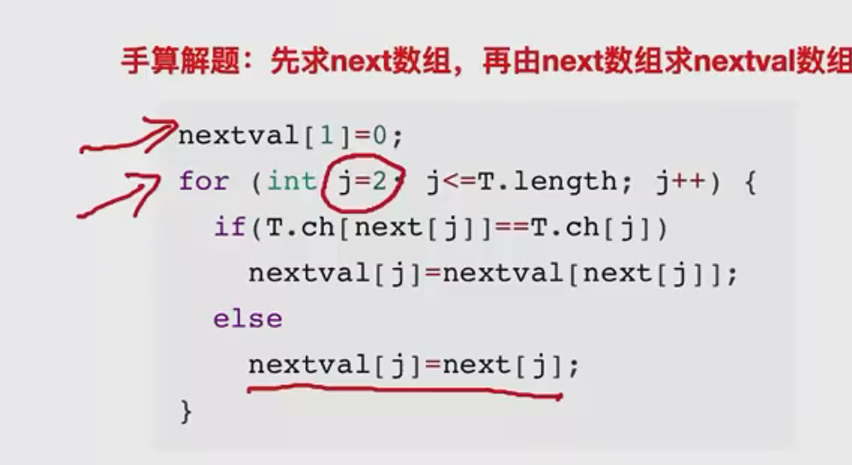 手算解题：先求next数组，再由next数组求nextval数组
nextval[1]=0;
for (int j=2; j<=T.length; j++) {
if(T.ch[next[j]]==T.ch[j])
nextval[j]=nextval[next[j]];
else
nextval[j]=next[j];
}